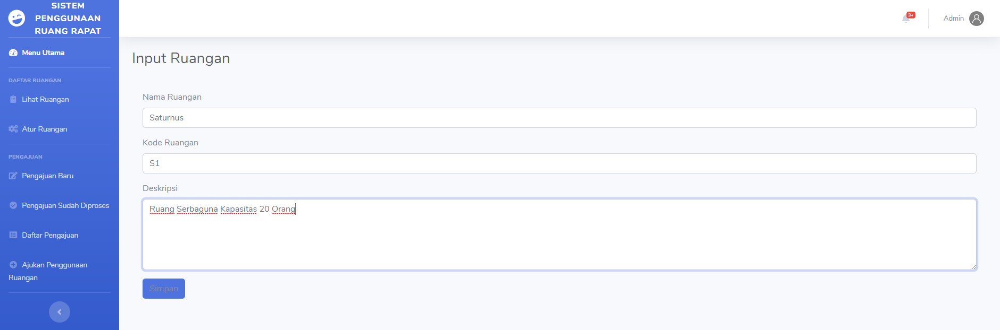 SISTEM
PENGGUNAAN
RUANG RAPAT
Menu Utama
DAFTAR RUANGAN
Lihat Ruangan
Atur Ruangan
PENGAJUAN
Pengajuan Baru
Pengajuan Sudah Diproses
Daftar Pengajuan
Ajukan Penggunaan
Ruangan
3+
Admin
Input Ruangan
Nama Ruangan
Saturnus
Kode Ruangan
S1
Deskripsi
Ruang Serbaguna Kapasitas 20 Orang
Simpan